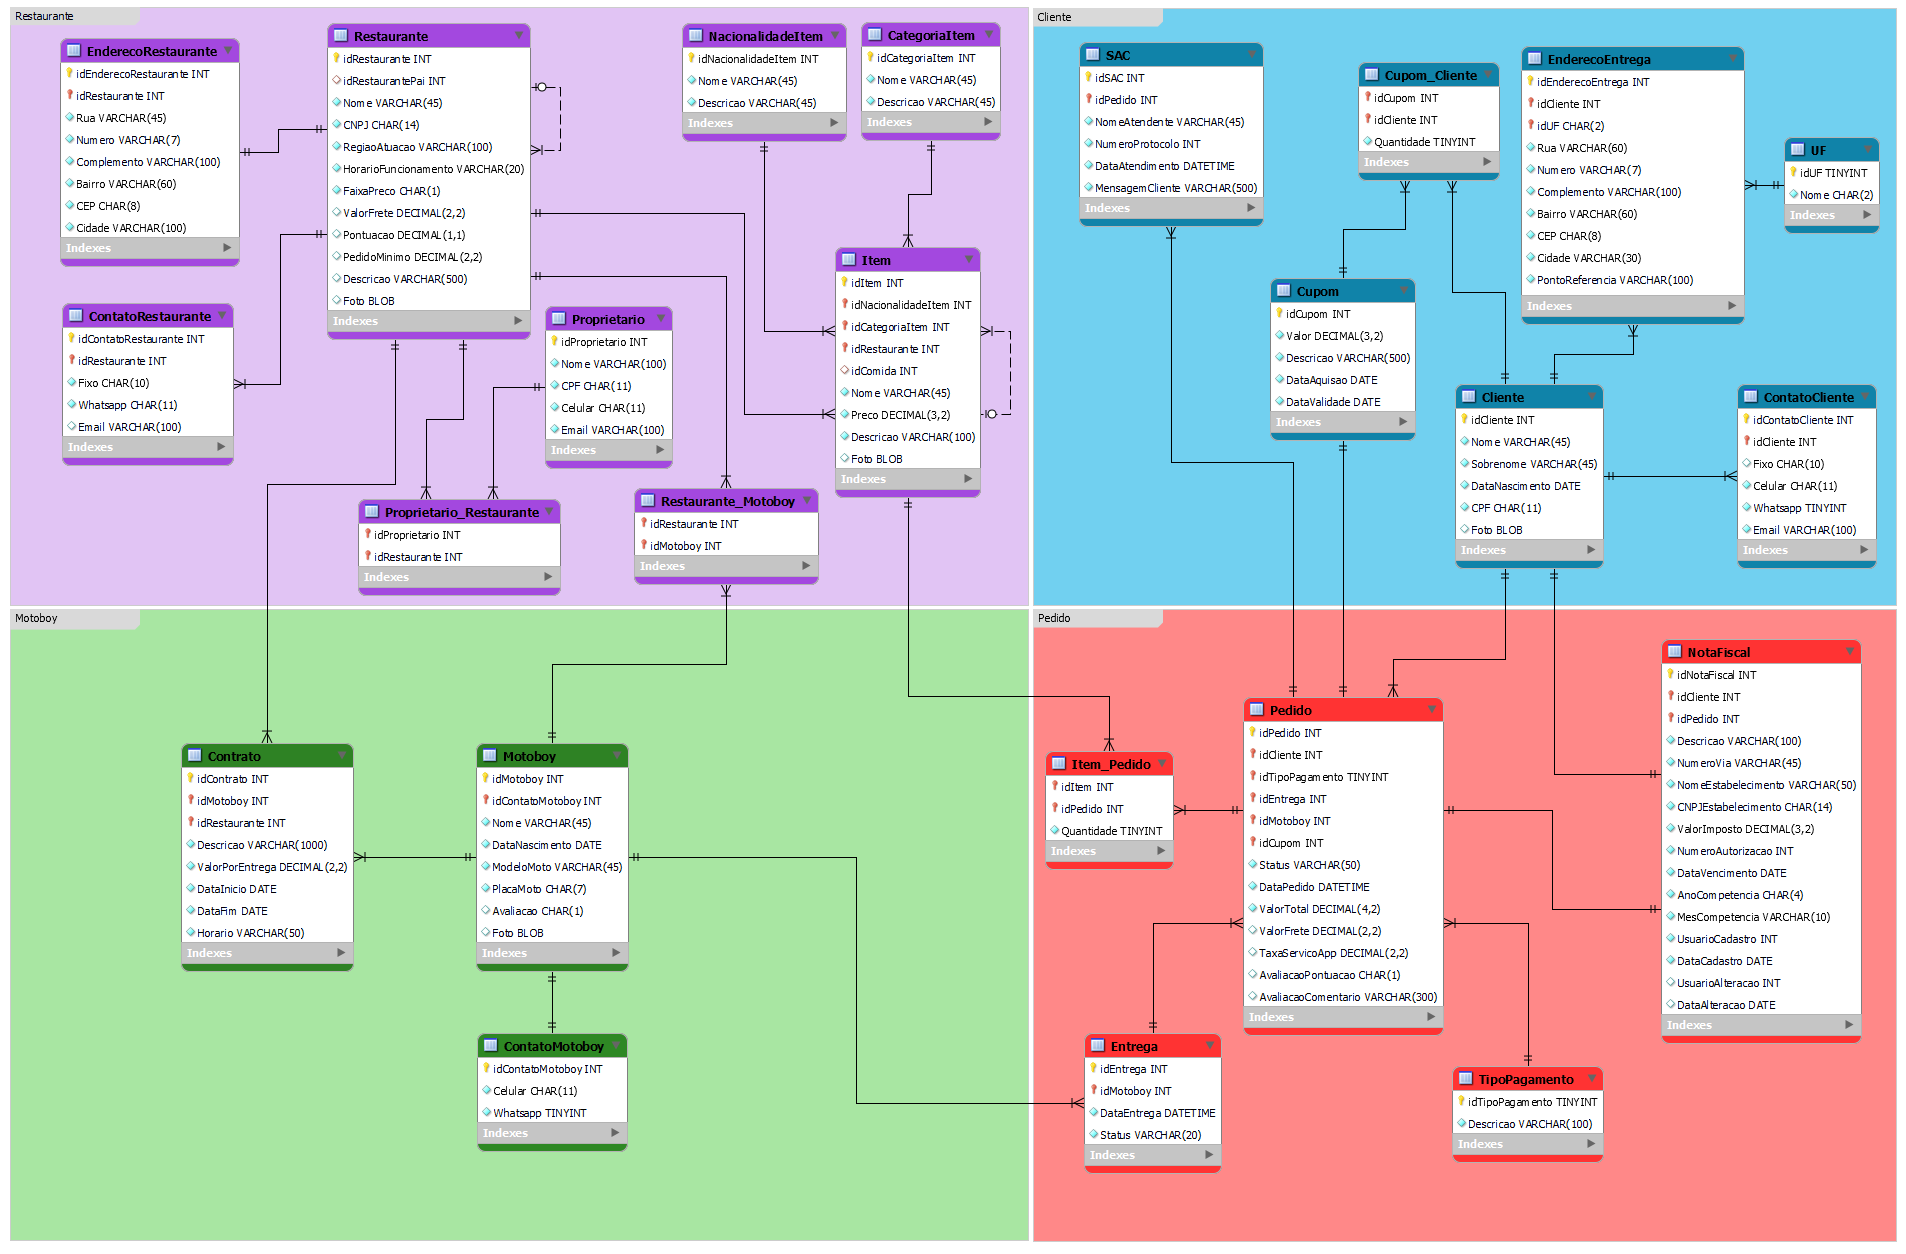 Restaurante
EnderecoRestaurante
idEnderecoRestaurante INT
idRestaurante INT
Rua VARCHAR(45)
Numero VARCHAR(7)
Complemento VARCHAR(100)
Bairro VARCHAR(60)
CEP CHAR(8)
Cidade VARCHAR(100)
Indexes
Restaurante
idRestaurante INT
idRestaurantePai INT
Nome VARCHAR(45)
CNPJ CHAR(14)
RegiaoAtuacao VARCHAR(100)
HorarioFuncionamento VARCHAR(20)
FaixaPreco CHAR(1)
ValorFrete DECIMAL(2,2)
Pontuacao DECIMAL(1,1)
PedidoMinimo DECIMAL(2,2)
Descricao VARCHAR(500)
Foto BLOB
Indexes
NacionalidadeItem
idNacionalidadeItem INT
Nome VARCHAR(45)
Descricao VARCHAR(45)
Indexes
CategoriaItem
idCategoriaItem INT
Nome VARCHAR(45)
Descricao VARCHAR(45)
Indexes
ContatoRestaurante
idContatoRestaurante INT
idRestaurante INT
Fixo CHAR(10)
Whatsapp CHAR(11)
Email VARCHAR(100)
Indexes
Proprietario
idProprietario INT
Nome VARCHAR(100)
CPF CHAR(11)
Celular CHAR(11)
Email VARCHAR(100)
Indexes
Item
idItem INT
idNacionalidadeItem INT
idCategoriaItem INT
idRestaurante INT
idComida INT
Nome VARCHAR(45)
Preco DECIMAL(3,2)
Descricao VARCHAR(100)
Foto BLOB
Indexes
Proprietario_Restaurante
idProprietario INT
idRestaurante INT
Indexes
Restaurante_Motoboy
idRestaurante INT
idMotoboy INT
Indexes
Cliente
SAC
idSAC INT
idPedido INT
NomeAtendente VARCHAR(45)
NumeroProtocolo INT
DataAtendimento DATETIME
MensagemCliente VARCHAR(500)
Indexes
Cupom_Cliente
idCupom INT
idCliente INT
Quantidade TINYINT
Indexes
EnderecoEntrega
idEnderecoEntrega INT
idCliente INT
idUF CHAR(2)
Rua VARCHAR(60)
Numero VARCHAR(7)
Complemento VARCHAR(100)
Bairro VARCHAR(60)
CEP CHAR(8)
Cidade VARCHAR(30)
PontoReferencia VARCHAR(100)
Indexes
UF
idUF TINYINT
Nome CHAR(2)
Indexes
Cupom
idCupom INT
Valor DECIMAL(3,2)
Descricao VARCHAR(500)
DataAquisao DATE
DataValidade DATE
Indexes
Cliente
idCliente INT
Nome VARCHAR(45)
Sobrenome VARCHAR(45)
DataNascimento DATE
CPF CHAR(11)
Foto BLOB
Indexes
ContatoCliente
idContatoCliente INT
idCliente INT
Fixo CHAR(10)
Celular CHAR(11)
Whatsapp TINYINT
Email VARCHAR(100)
Indexes
Motoboy
Contrato
idContrato INT
idMotoboy INT
idRestaurante INT
Descricao VARCHAR(1000)
ValorPorEntrega DECIMAL(2,2)
DataInicio DATE
DataFim DATE
Horario VARCHAR(50)
Indexes
Motoboy
idMotoboy INT
idContatoMotoboy INT
Nome VARCHAR(45)
DataNascimento DATE
ModeloMoto VARCHAR(45)
PlacaMoto CHAR(7)
Avaliacao CHAR(1)
Foto BLOB
Indexes
ContatoMotoboy
idContatoMotoboy INT
Celular CHAR(11)
Whatsapp TINYINT
Indexes
Pedido
Item_Pedido
idItem INT
idPedido INT
Quantidade TINYINT
Indexes
Pedido
idPedido INT
idCliente INT
idTipoPagamento TINYINT
idEntrega INT
idMotoboy INT
idCupom INT
Status VARCHAR(50)
DataPedido DATETIME
ValorTotal DECIMAL(4,2)
ValorFrete DECIMAL(2,2)
TaxaServicoApp DECIMAL(2,2)
AvaliacaoPontuacao CHAR(1)
AvaliacaoComentario VARCHAR(300)
Indexes
NotaFiscal
idNotaFiscal INT
idCliente INT
idPedido INT
Descricao VARCHAR(100)
NumeroVia VARCHAR(45)
NomeEstabelecimento VARCHAR(50)
CNPJEstabelecimento CHAR(14)
ValorImposto DECIMAL(3,2)
NumeroAutorizacao INT
DataVencimento DATE
AnoCompetencia CHAR(4)
MesCompetencia VARCHAR(10)
UsuarioCadastro INT
DataCadastro DATE
UsuarioAlteracao INT
DataAlteracao DATE
Indexes
Entrega
idEntrega INT
idMotoboy INT
DataEntrega DATETIME
Status VARCHAR(20)
Indexes
TipoPagamento
idTipoPagamento TINYINT
Descricao VARCHAR(100)
Indexes